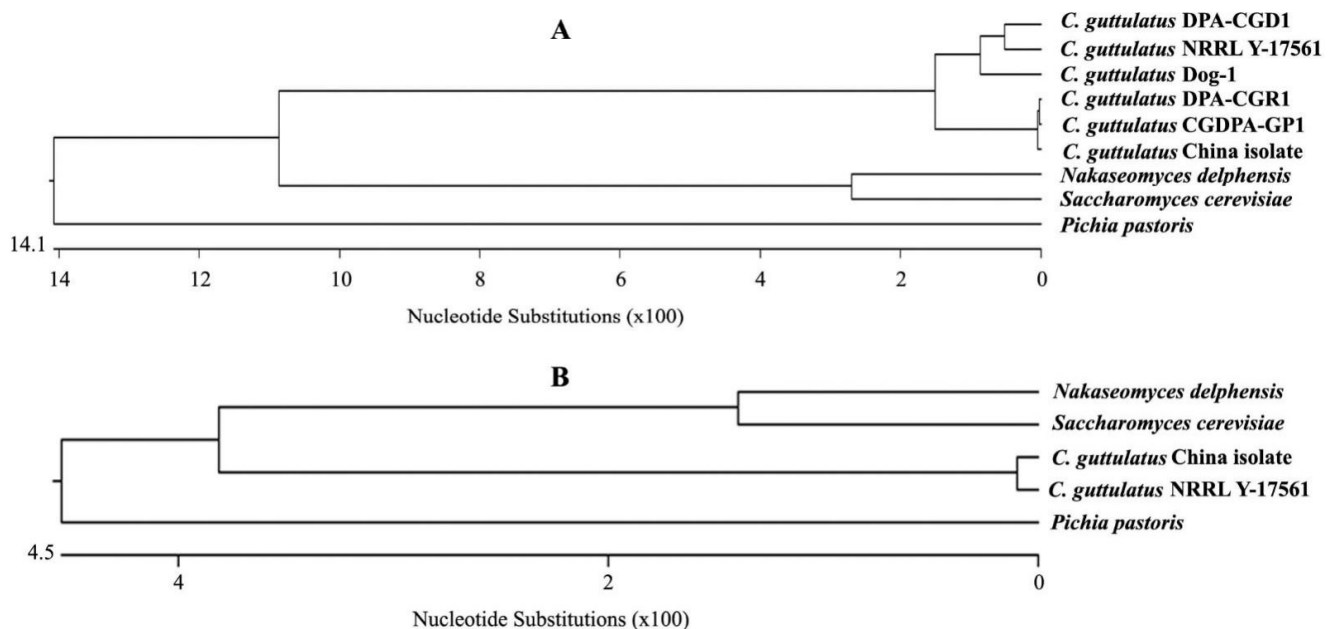 A
C. guttulatus DPA-CGD1
C. guttulatus NRRL Y-17561
C. guttulatus Dog-1
C. guttulatus DPA-CGR1
C. guttulatus CGDPA-GP1
C. guttulatus China isolate
Nakaseomyces delphensis
Saccharomyces cerevisiae
Pichia pastoris
14.1
14 12 10 8 6 4 2 0
Nucleotide Substitutions (x100)
B
Nakaseomyces delphensis
Saccharomyces cerevisiae
C. guttulatus China isolate
C. guttulatus NRRL Y-17561
Pichia pastoris
4.5
4 2 0
Nucleotide Substitutions (x100)